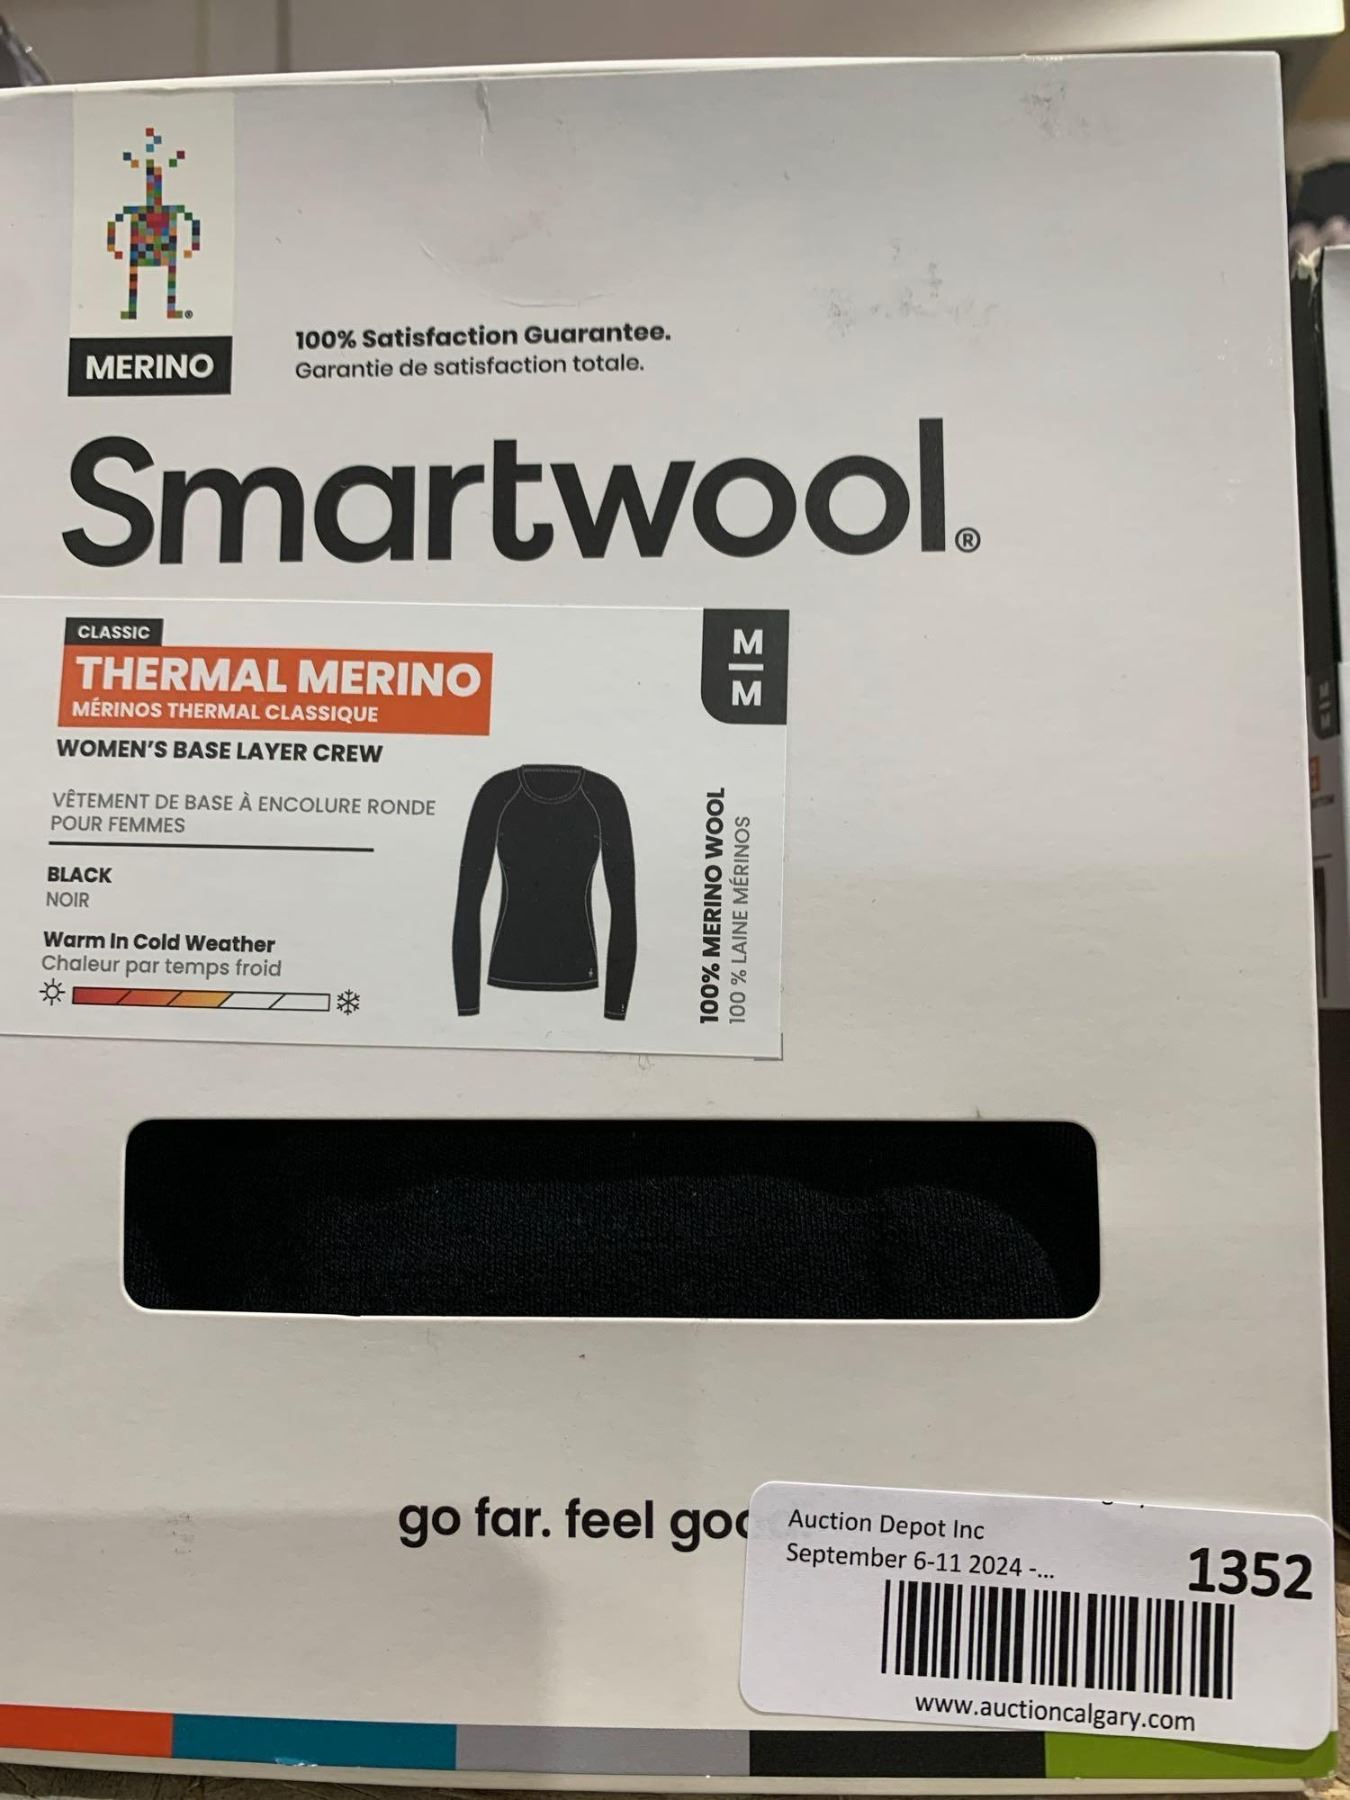 MERINO
100% Satisfaction Guarantee.
Garantie de satisfaction totale.
Smartwool®
CLASSIC
THERMAL MERINO
MÉRINOS THERMAL CLASSIQUE
WOMEN'S BASE LAYER CREW
VÊTEMENT DE BASE À ENCOLURE RONDE
POUR FEMMES
BLACK
NOIR
Warm In Cold Weather
Chaleur par temps froid
M
M
100% MERINO WOOL
100 % LAINE MÉRINOS
go far. feel
Auction Depot Inc
September 6-11 2024 -...
1352
www.auctioncalgary.com